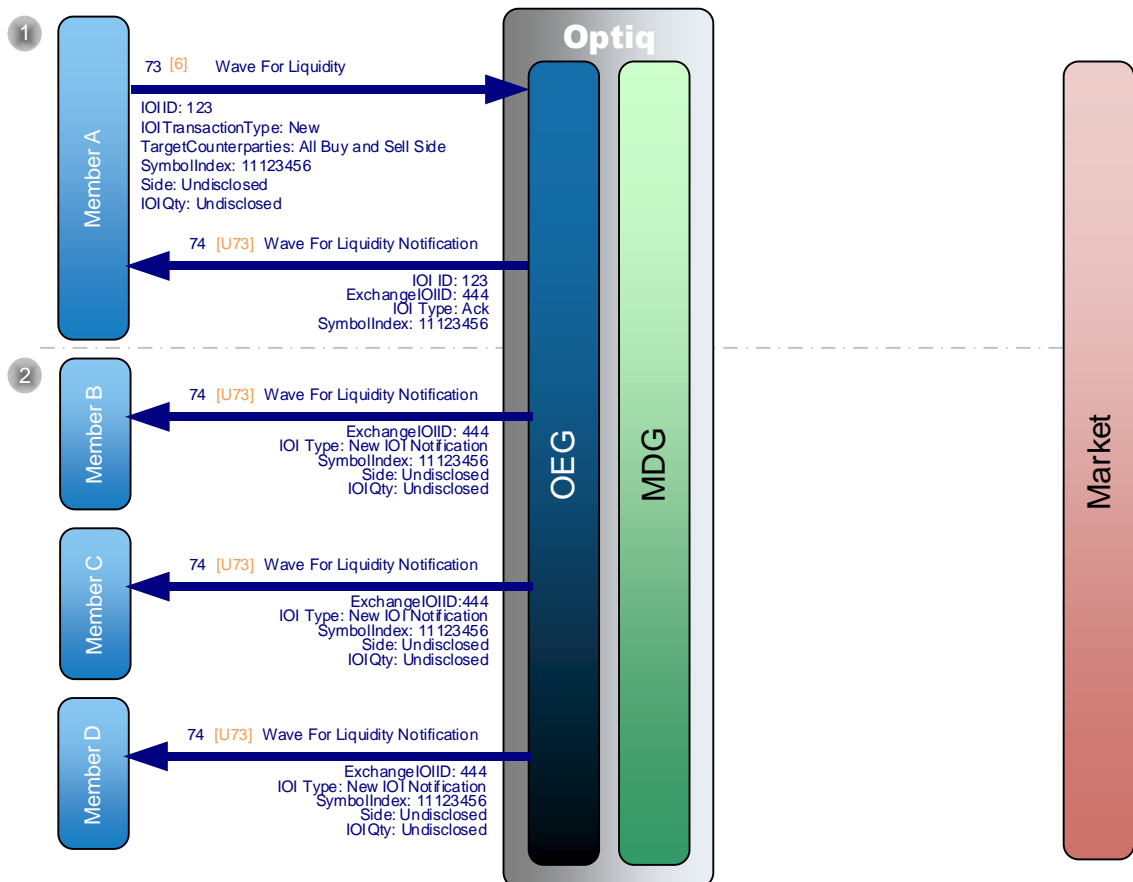 1
Optiq
Member A
73 [6] Wave For Liquidity
IOIID: 123
IOITransactionType: New
TargetCounterparties: All Buy and Sell Side
SymbolIndex: 11123456
Side: Undisclosed
IOIQty: Undisclosed
74 [U73] Wave For Liquidity Notification
IOI ID: 123
ExchangeIOIID: 444
IOI Type: Ack
SymbolIndex: 11123456
2
Member B
74 [U73] Wave For Liquidity Notification
ExchangeIOIID: 444
IOI Type: New IOI Notification
SymbolIndex: 11123456
Side: Undisclosed
IOIQty: Undisclosed
OEG
MDG
Market
Member C
74 [U73] Wave For Liquidity Notification
ExchangeIOIID:444
IOI Type: New IOI Notification
SymbolIndex: 11123456
Side: Undisclosed
IOIQty: Undisclosed
Member D
74 [U73] Wave For Liquidity Notification
ExchangeIOIID: 444
IOI Type: New IOI Notification
SymbolIndex: 11123456
Side: Undisclosed
IOIQty: Undisclosed